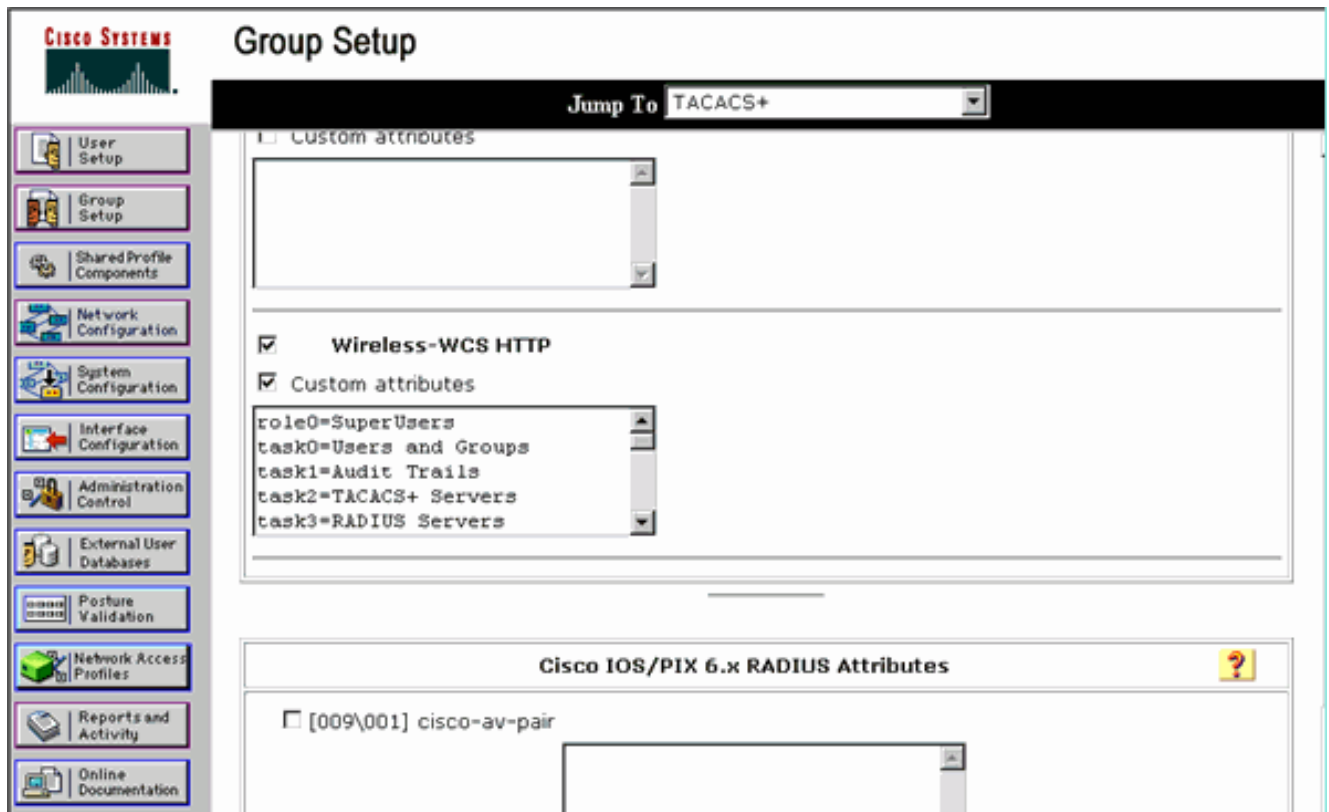 CISCO SYSTEMS
Group Setup
Jump To TACACS+
User
Setup
Group
Setup
Shared Profile
Components
Network
Configuration
System
Configuration
Interface
Configuration
Administration
Control
External User
Databases
Posture
Validation
Network Access
Profiles
Reports and
Activity
Online
Documentation
Custom attributes
Wireless-WCS HTTP
Custom attributes
role0=SuperUsers
task0=Users and Groups
task1=Audit Trails
task2=TACACS+ Servers
task3=RADIUS Servers
Cisco IOS/PIX 6.x RADIUS Attributes
?
[009\001] cisco-av-pair